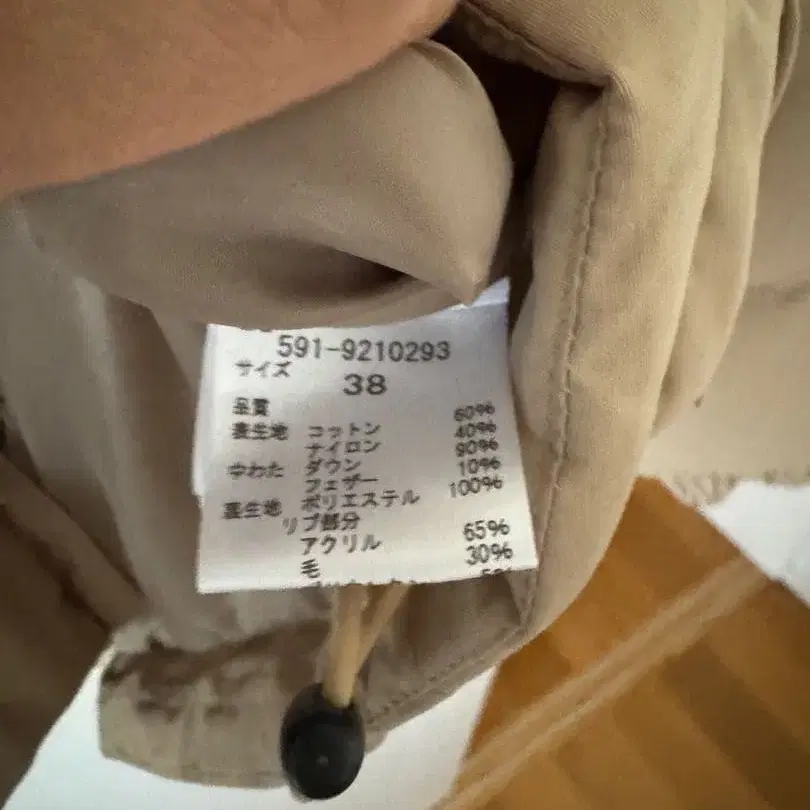 591-9210293
サイズ 38
品質
表生地 コットン 60%
ナイロン 40%
中わた ダウン 90%
フェザー 10%
裏生地 ポリエステル 100%
リブ部分
アクリル 65%
毛 30%